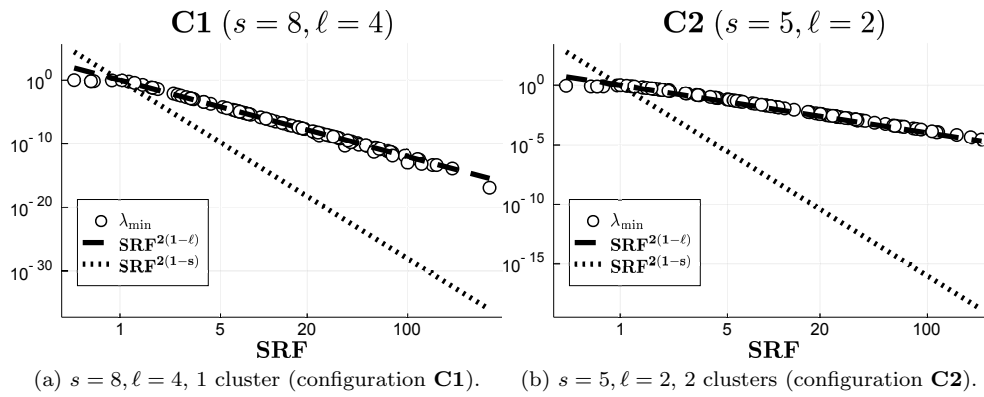 C1 (s = 8, ℓ = 4)
10^0
10^-10
10^-20
10^-30
λ_min
SRF^2(1−ℓ)
SRF^2(1−s)
1 5 20 100
SRF
(a) s = 8, ℓ = 4, 1 cluster (configuration C1).
C2 (s = 5, ℓ = 2)
10^0
10^-5
10^-10
10^-15
λ_min
SRF^2(1−ℓ)
SRF^2(1−s)
1 5 20 100
SRF
(b) s = 5, ℓ = 2, 2 clusters (configuration C2).